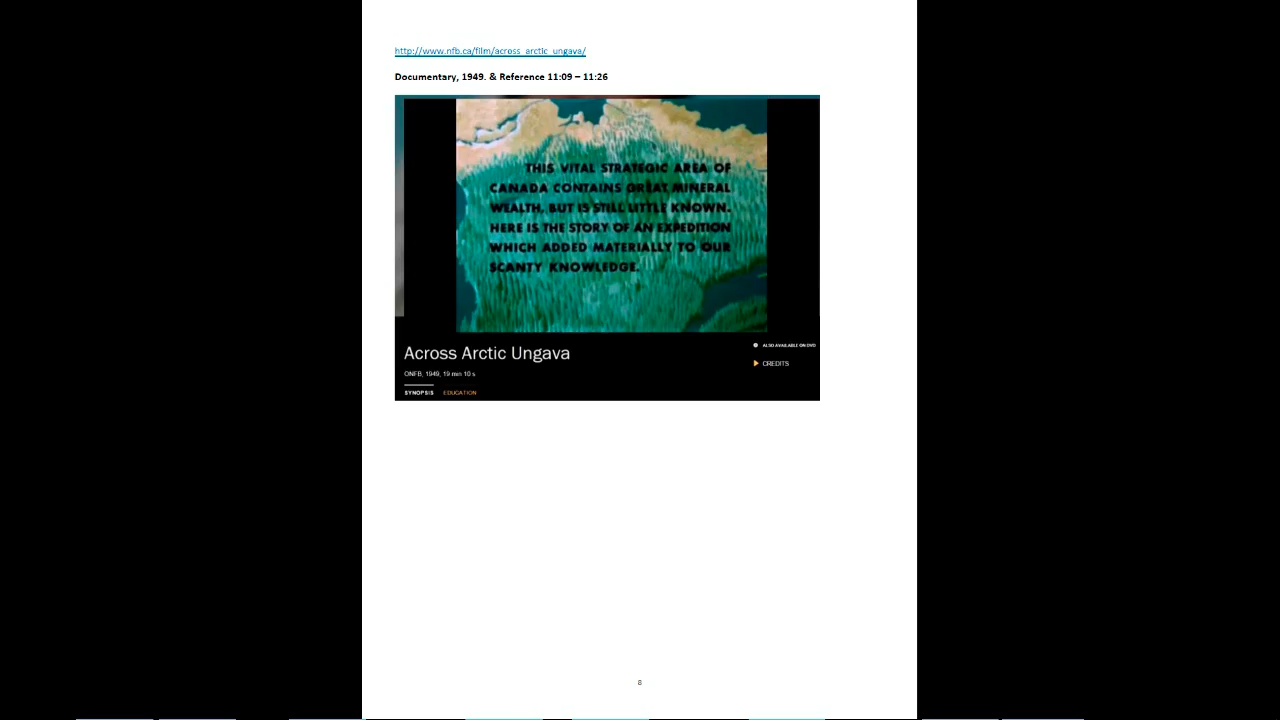 http://www.nfb.ca/film/across_arctic_ungava/
Documentary, 1949. & Reference 11:09 – 11:26
THIS VITAL STRATEGIC AREA OF
CANADA CONTAINS GREAT MINERAL
WEALTH, BUT IS STILL LITTLE KNOWN.
HERE IS THE STORY OF AN EXPEDITION
WHICH ADDED MATERIALLY TO OUR
SCANTY KNOWLEDGE.
Across Arctic Ungava
ALSO AVAILABLE ON DVD
CREDITS
ONFB, 1949, 19 min 10 s
SYNOPSIS EDUCATION
8